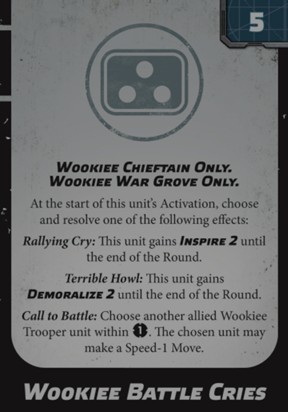 5
Wookiee Chieftain Only.
Wookiee War Grove Only.
At the start of this unit's Activation, choose
and resolve one of the following effects:
Rallying Cry: This unit gains Inspire 2 until
the end of the Round.
Terrible Howl: This unit gains
Demoralize 2 until the end of the Round.
Call to Battle: Choose another allied Wookiee
Trooper unit within 1. The chosen unit may
make a Speed-1 Move.
Wookiee Battle Cries